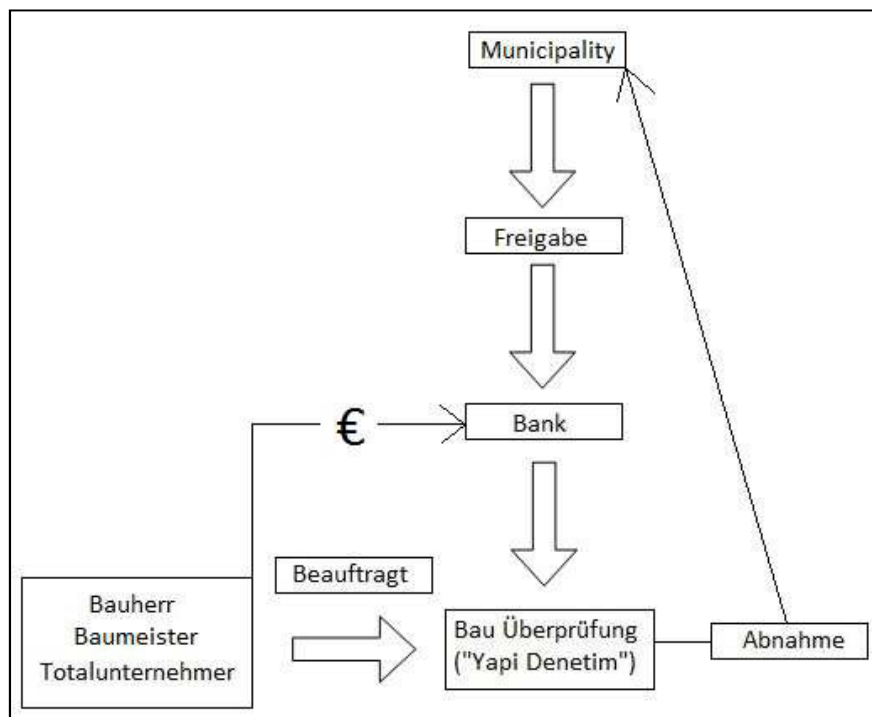 Municipality
Freigabe
€
Bank
Beauftragt
Bauherr
Baumeister
Totalunternehmer
Bau Überprüfung
("Yapi Denetim")
Abnahme